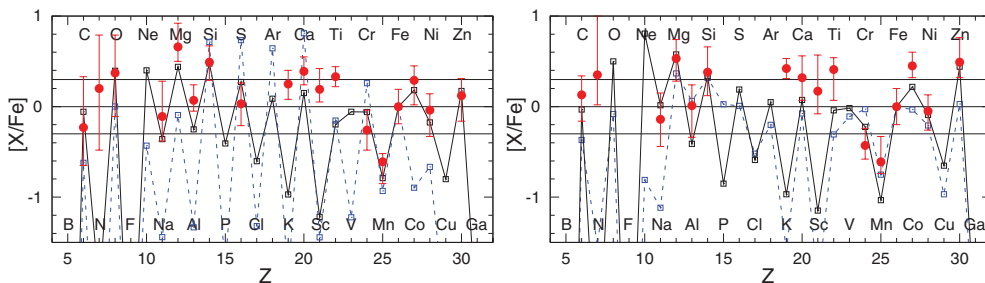 1 C O Ne Mg Si S Ar Ca Ti Cr Fe Ni Zn
[X/Fe] 0
-1
B N F Na Al P Cl K Sc V Mn Co Cu Ga
5 10 15 20 25 30
Z
1 C O Ne Mg Si S Ar Ca Ti Cr Fe Ni Zn
[X/Fe] 0
-1
B N F Na Al P Cl K Sc V Mn Co Cu Ga
5 10 15 20 25 30
Z